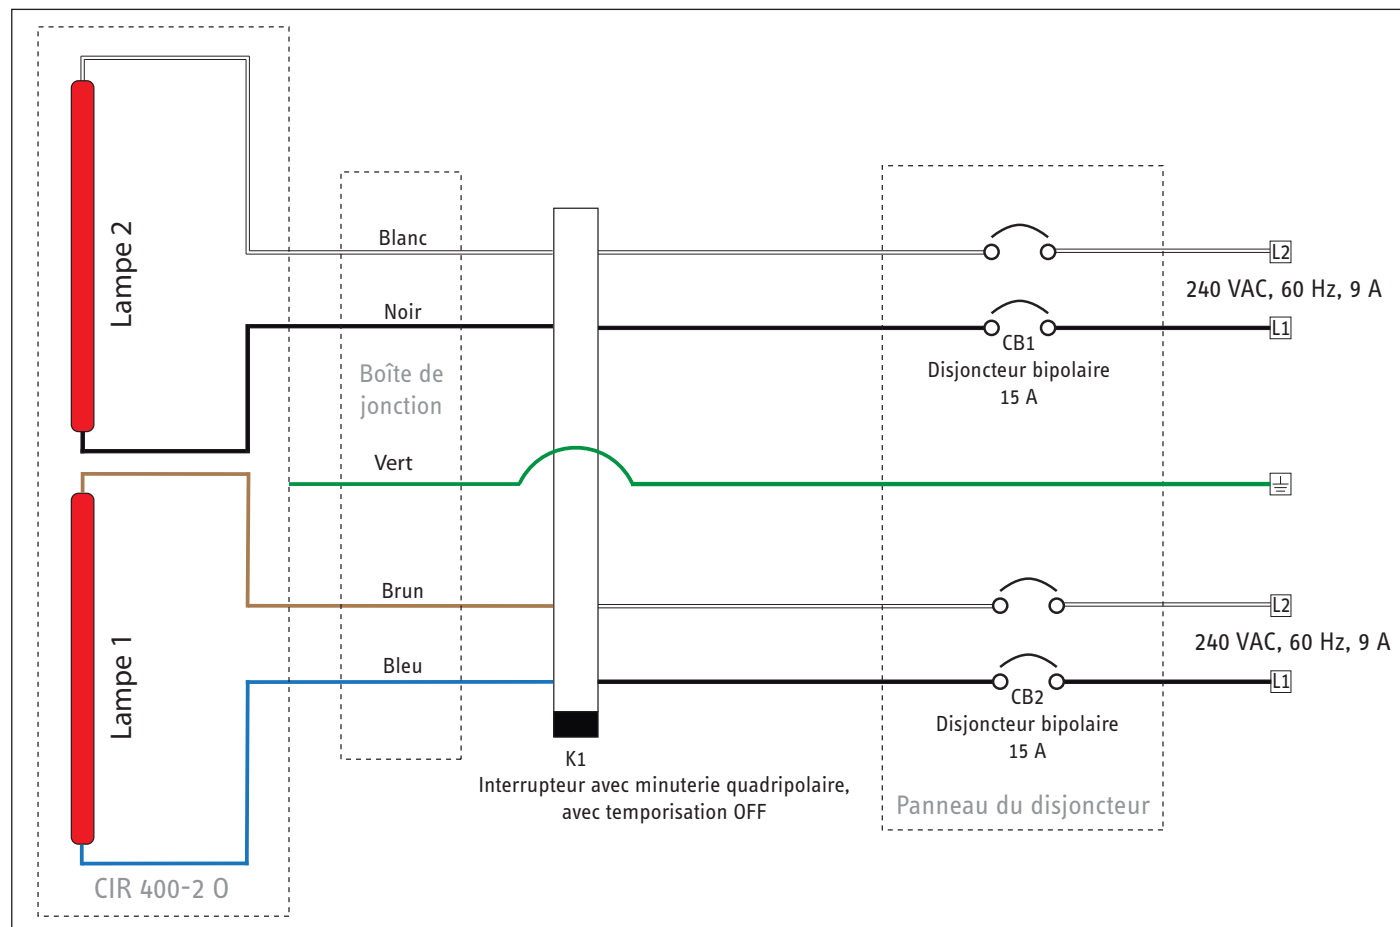 Lampe 2
Blanc
L2
240 VAC, 60 Hz, 9 A
Noir
L1
CB1
Disjoncteur bipolaire
15 A
Boîte de
jonction
Vert
Lampe 1
Brun
L2
240 VAC, 60 Hz, 9 A
Bleu
L1
CB2
Disjoncteur bipolaire
15 A
K1
Interrupteur avec minuterie quadripolaire,
avec temporisation OFF
Panneau du disjoncteur
CIR 400-2 O